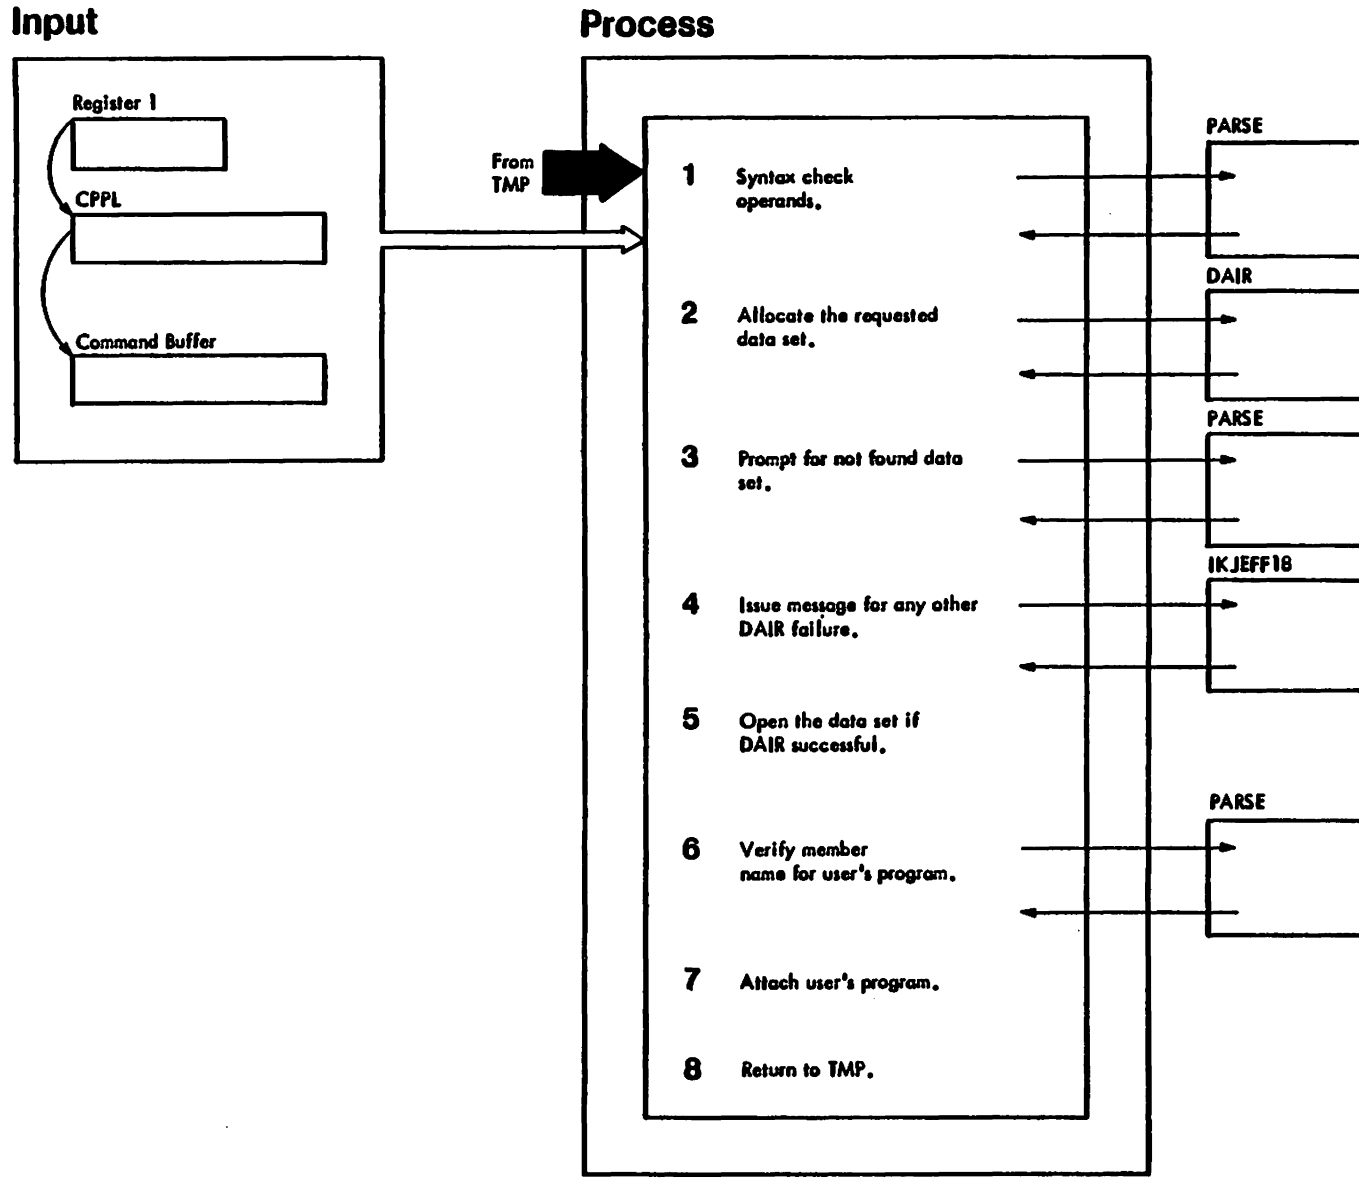 Input
Process
Register 1
CPPL
Command Buffer
From
TMP
1 Syntax check
operands.
PARSE
2 Allocate the requested
data set.
DAIR
3 Prompt for not found data
set.
PARSE
4 Issue message for any other
DAIR failure.
IKJEFF18
5 Open the data set if
DAIR successful.
6 Verify member
name for user's program.
PARSE
7 Attach user's program.
8 Return to TMP.